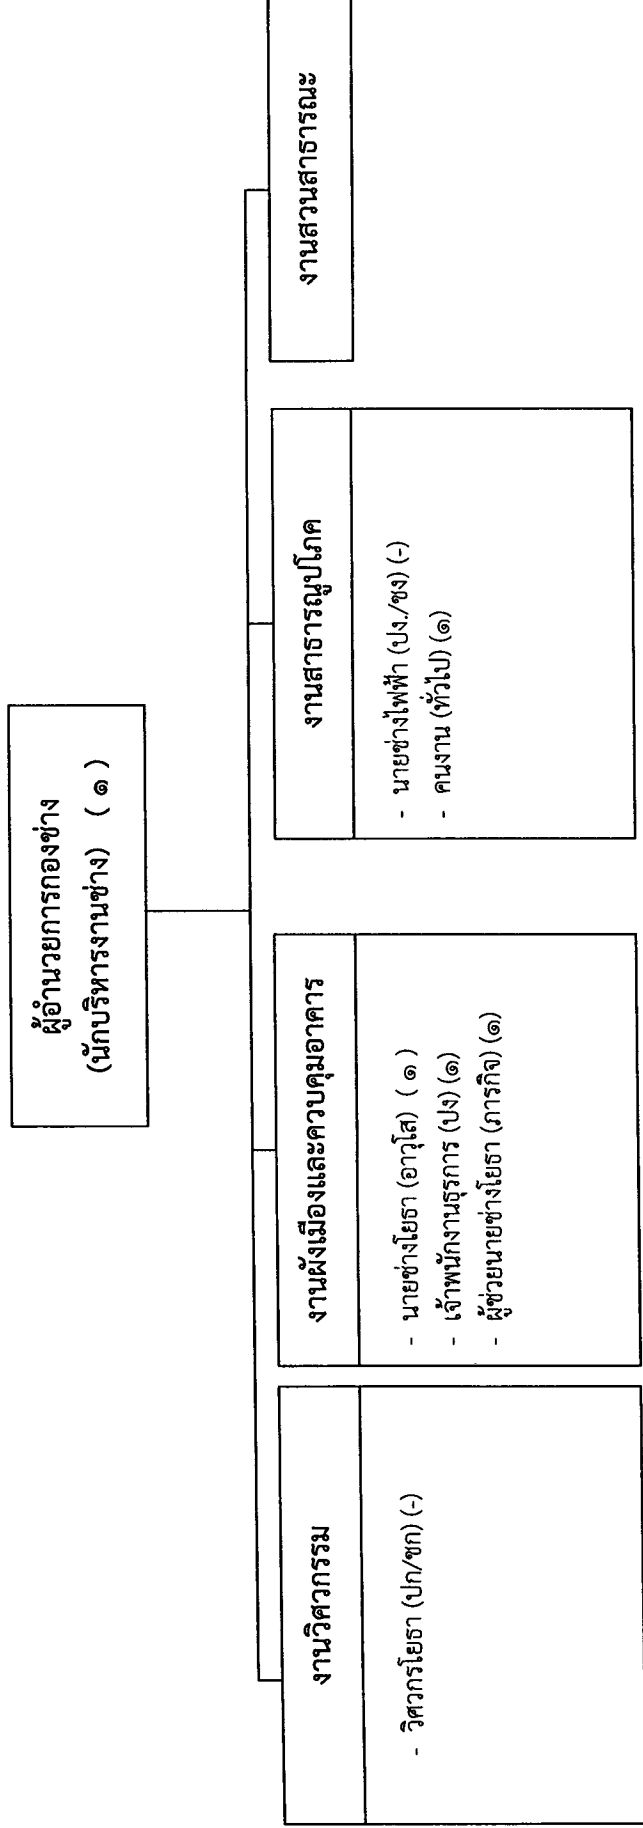 ผู้อำนวยการกองช่าง
(นักบริหารงานช่าง) ( ๑ )
งานวิศวกรรม
- วิศวกรโยธา (ปก/ชก) (-)
งานผังเมืองและควบคุมอาคาร
- นายช่างโยธา (อาวุโส) ( ๑ )
- เจ้าพนักงานธุรการ (ปง) (๑)
- ผู้ช่วยนายช่างโยธา (ภารกิจ) (๑)
งานสาธารณูปโภค
- นายช่างไฟฟ้า (ปง./ชง) (-)
- คนงาน (ทั่วไป) (๑)
งานสวนสาธารณะ